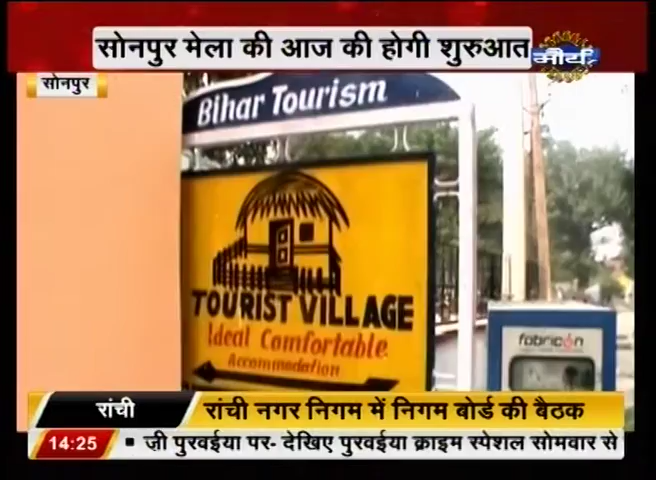 सोनपुर मेला की आज की होगी शुरुआत
मौर्य
सोनपुर
Bihar Tourism
TOURIST VILLAGE
Ideal Comfortable
Accommodation
fabricon
रांची
रांची नगर निगम में निगम बोर्ड की बैठक
14:25
ज़ी पुरवईया पर- देखिए पुरवईया क्राइम स्पेशल सोमवार से